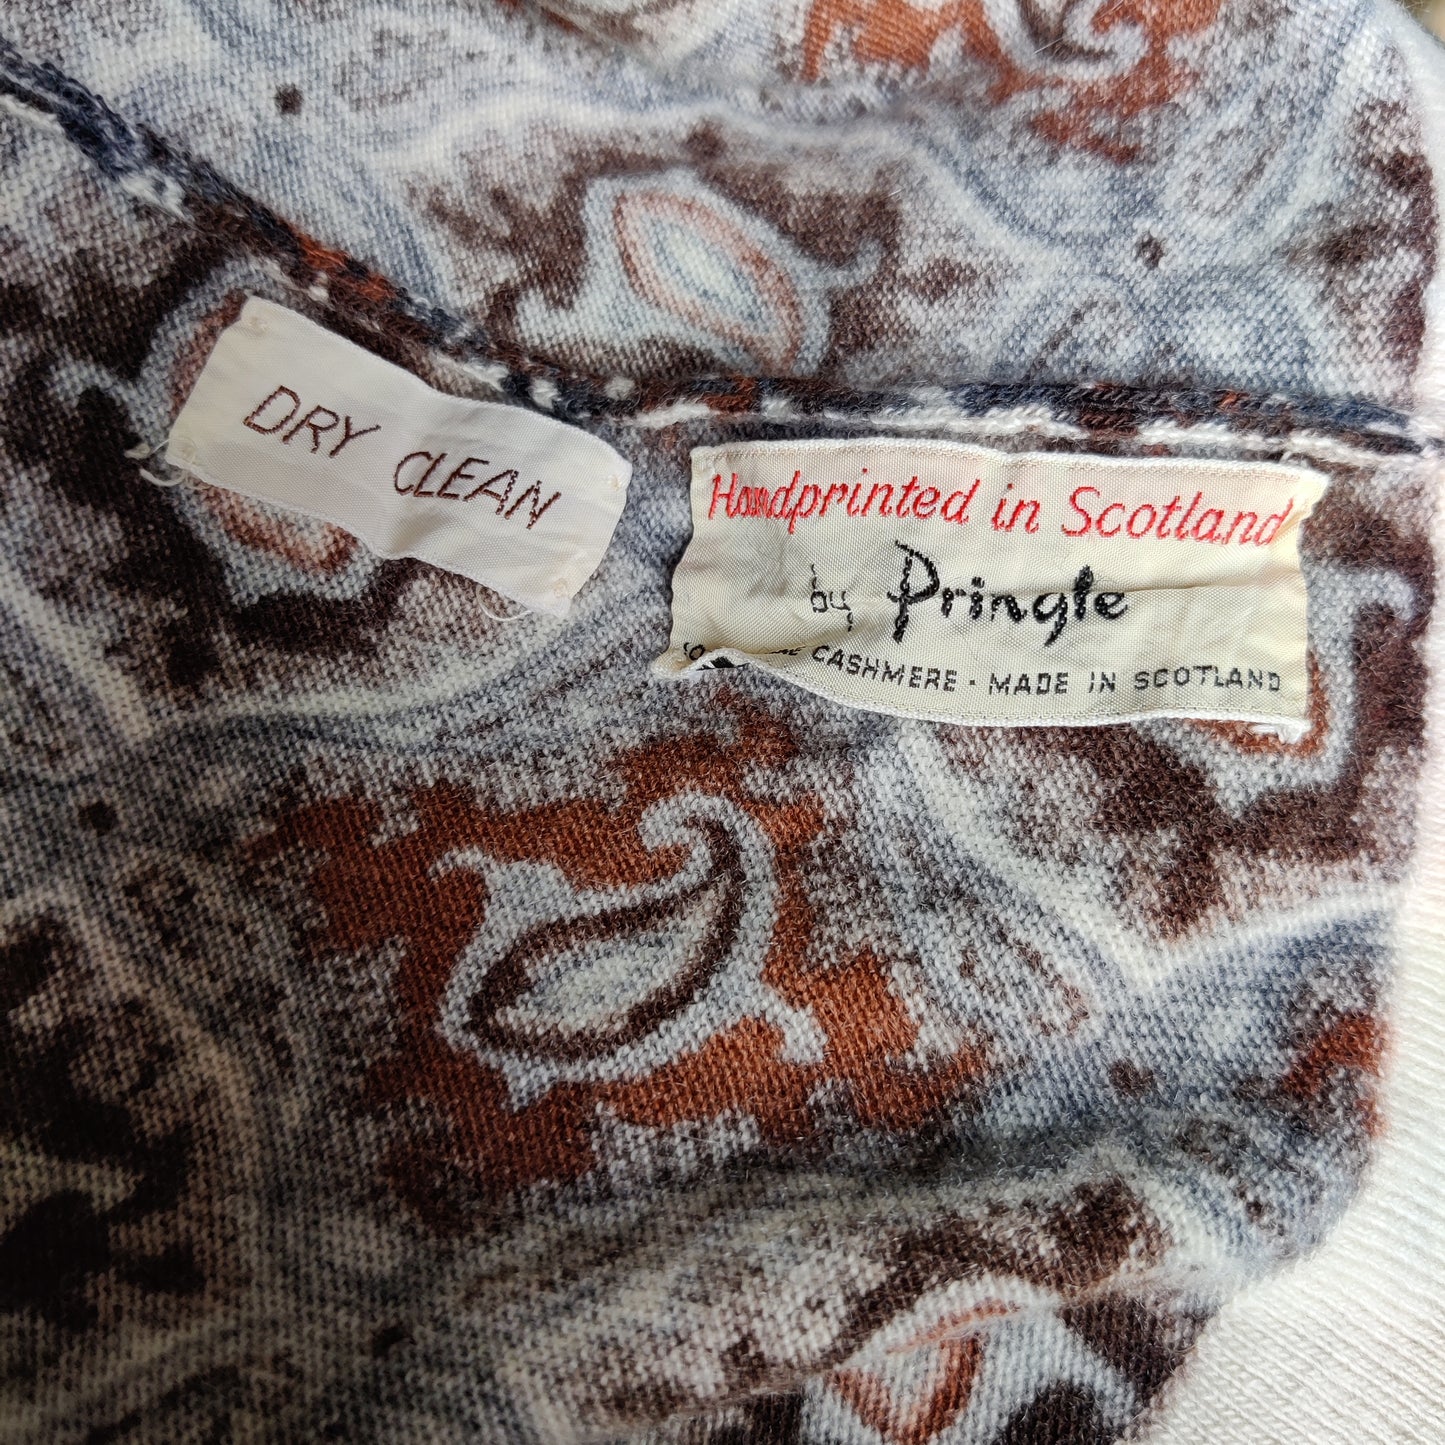 DRY CLEAN
Handprinted in Scotland
by Pringle
CASHMERE · MADE IN SCOTLAND